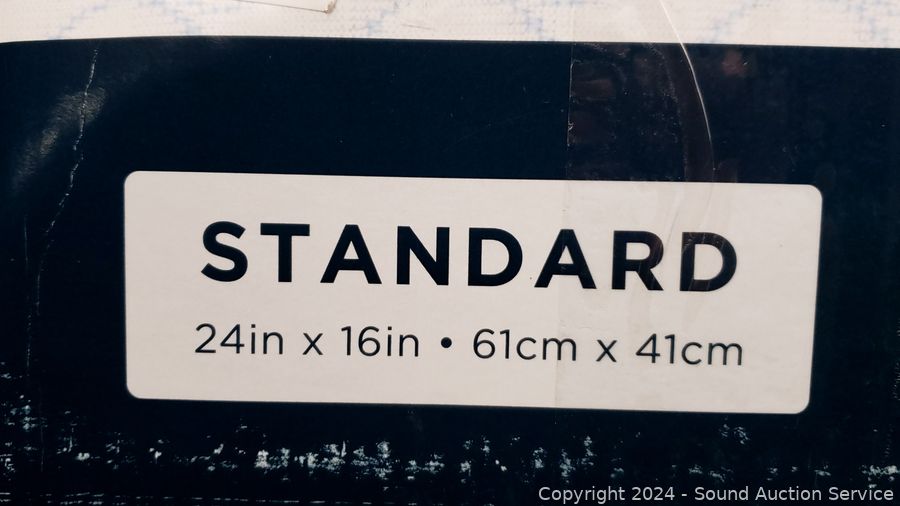 STANDARD
24in x 16in • 61cm x 41cm
Copyright 2024 - Sound Auction Service